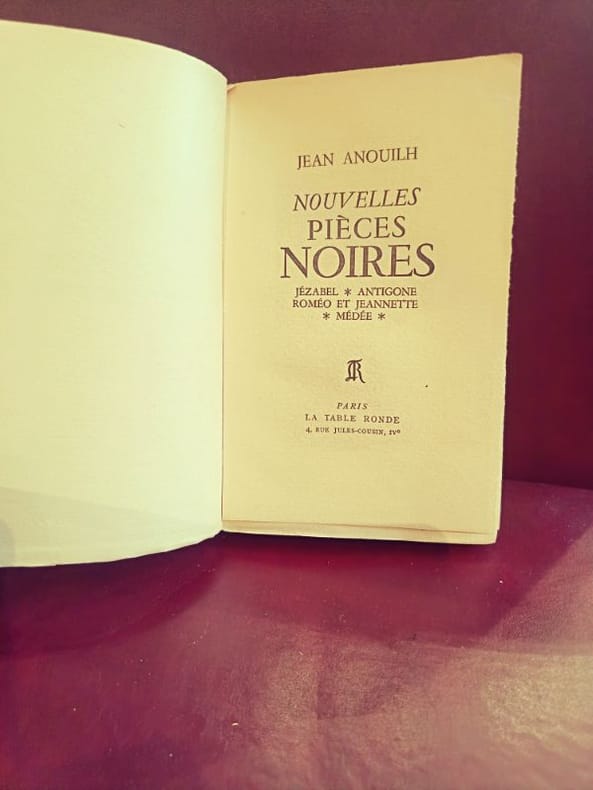 JEAN ANOUILH
NOUVELLES
PIÈCES
NOIRES
JÉZABEL * ANTIGONE
ROMÉO ET JEANNETTE
* MÉDÉE *
TR
PARIS
LA TABLE RONDE
4, RUE JULES-COUSIN, IVᵉ